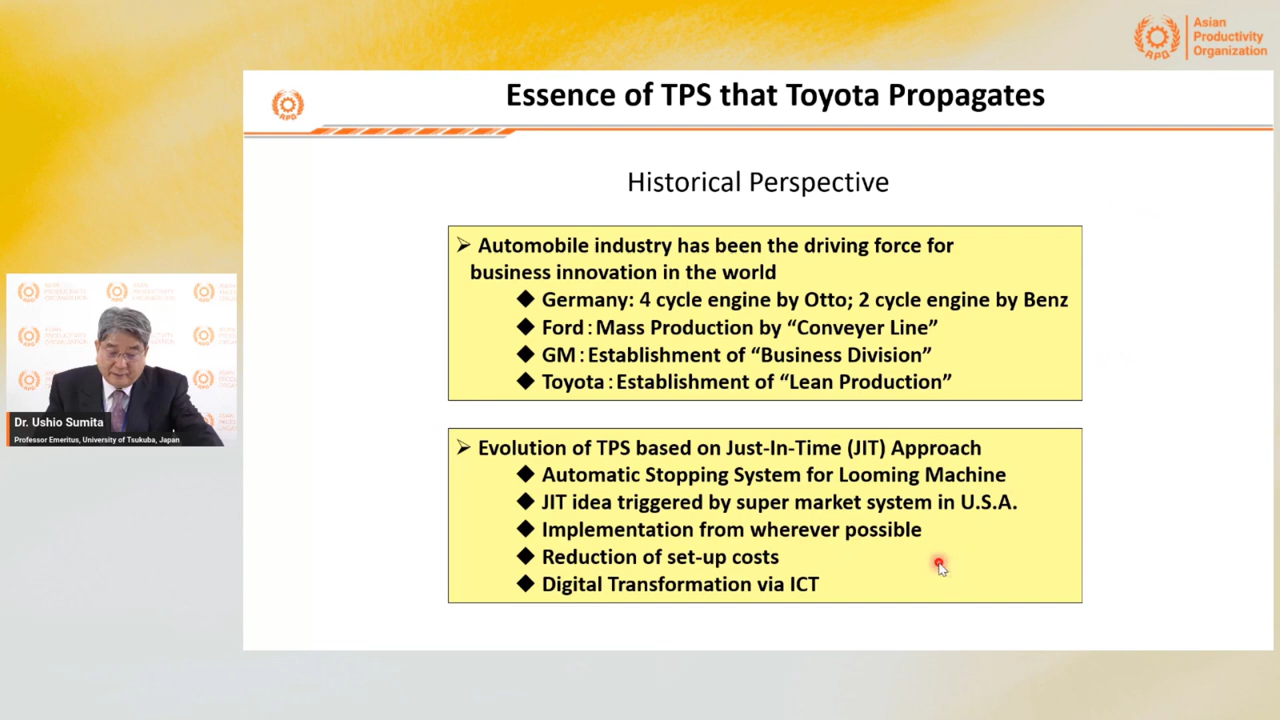 Asian
Productivity
Organization
APO
Essence of TPS that Toyota Propagates
APO
Historical Perspective
➢ Automobile industry has been the driving force for
business innovation in the world
◆ Germany: 4 cycle engine by Otto; 2 cycle engine by Benz
◆ Ford：Mass Production by “Conveyer Line”
◆ GM：Establishment of “Business Division”
◆ Toyota：Establishment of “Lean Production”
➢ Evolution of TPS based on Just-In-Time (JIT) Approach
◆ Automatic Stopping System for Looming Machine
◆ JIT idea triggered by super market system in U.S.A.
◆ Implementation from wherever possible
◆ Reduction of set-up costs
◆ Digital Transformation via ICT
Dr. Ushio Sumita
Professor Emeritus, University of Tsukuba, Japan